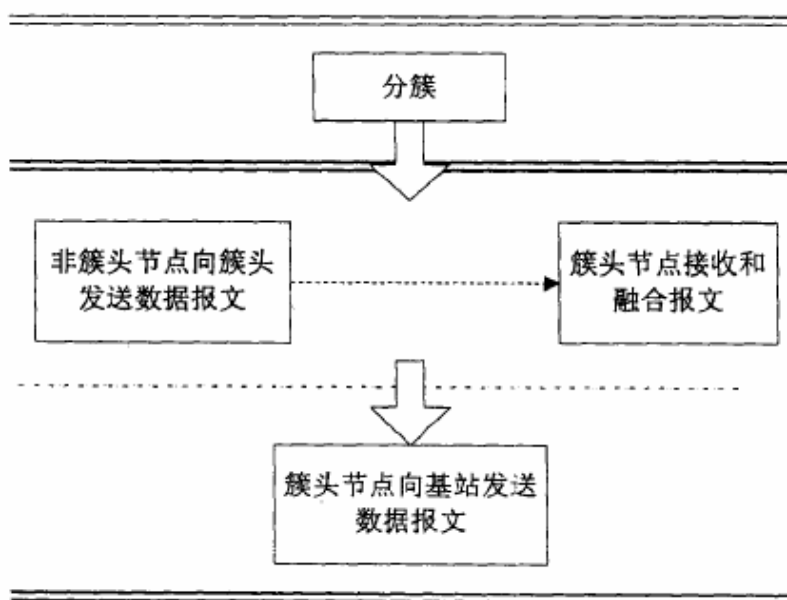 分簇
非簇头节点向簇头
发送数据报文
簇头节点接收和
融合报文
簇头节点向基站发送
数据报文